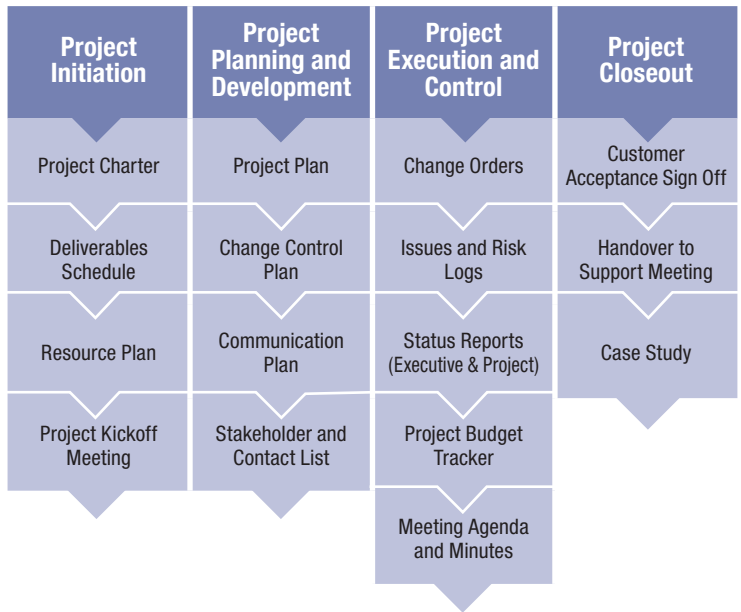 Project
Initiation
Project Charter
Deliverables
Schedule
Resource Plan
Project Kickoff
Meeting
Project
Planning and
Development
Project Plan
Change Control
Plan
Communication
Plan
Stakeholder and
Contact List
Project
Execution and
Control
Change Orders
Issues and Risk
Logs
Status Reports
(Executive & Project)
Project Budget
Tracker
Meeting Agenda
and Minutes
Project
Closeout
Customer
Acceptance Sign Off
Handover to
Support Meeting
Case Study